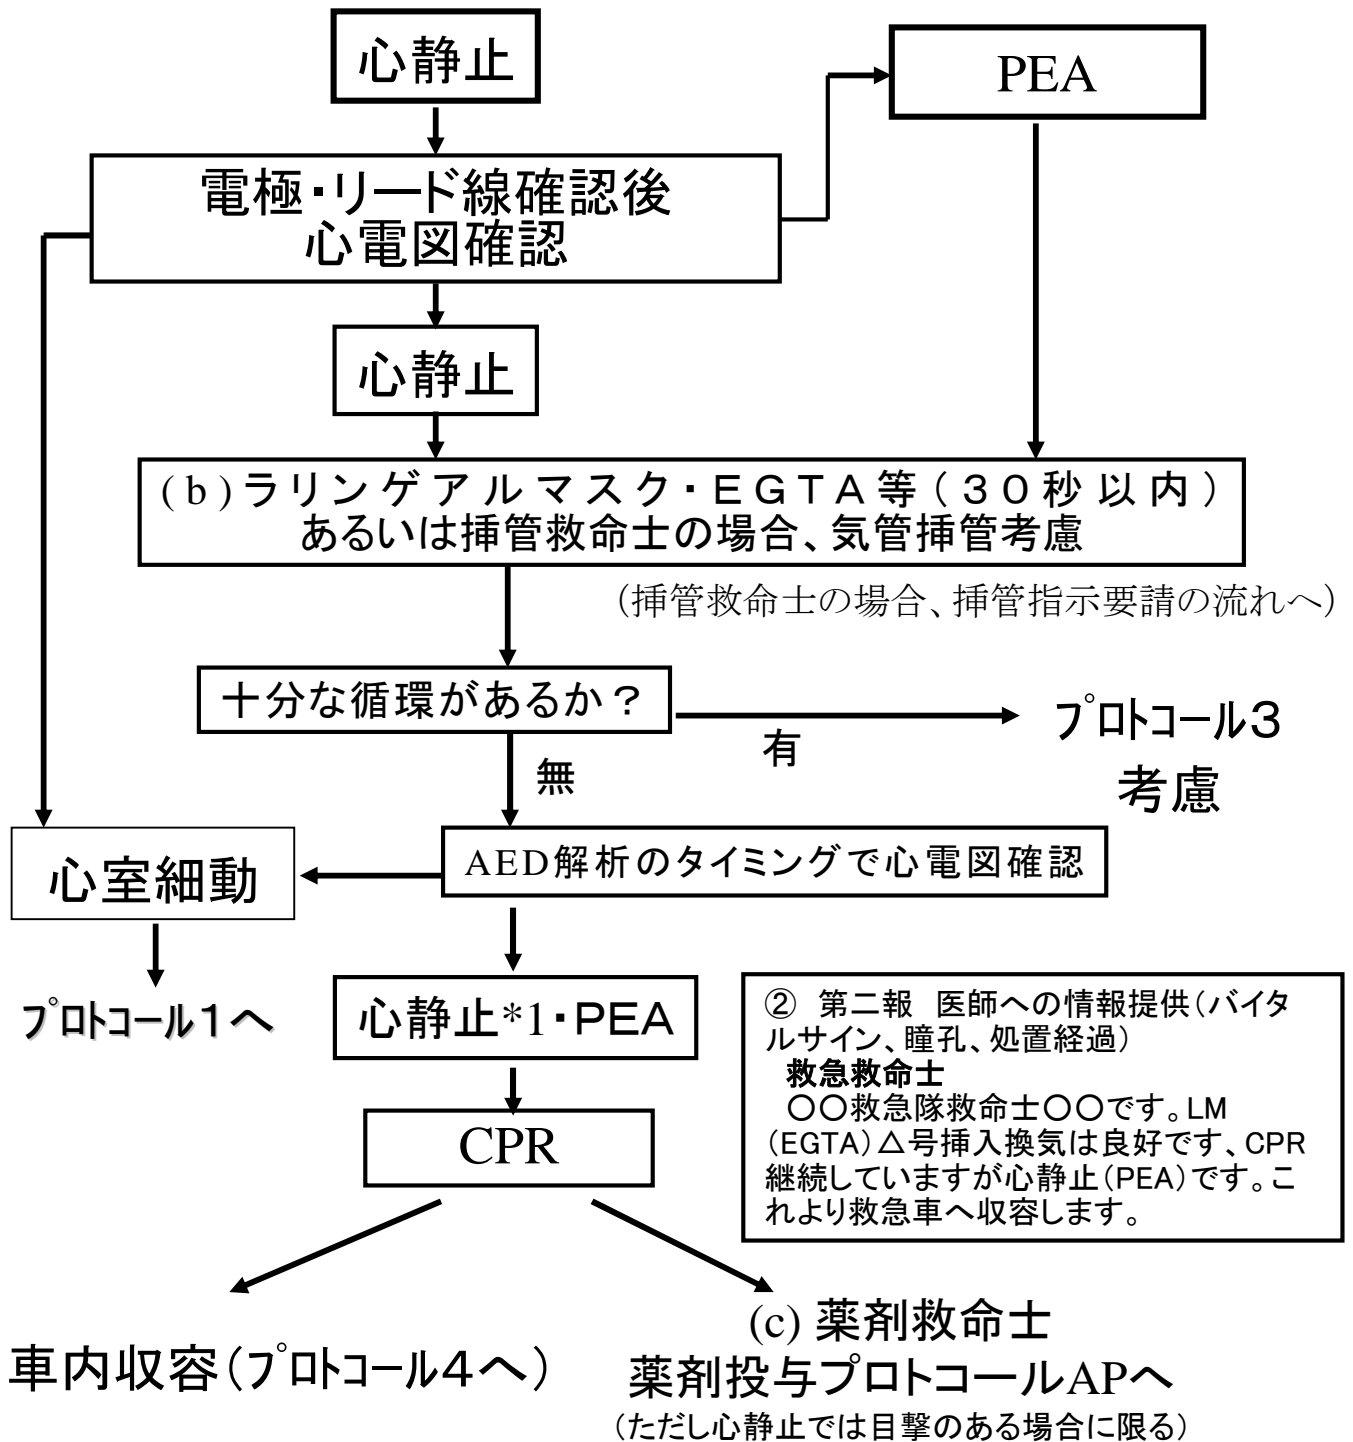 心静止
PEA
電極・リード線確認後
心電図確認
心静止
(b)ラリンゲアルマスク・EGTA等(30秒以内)
あるいは挿管救命士の場合、気管挿管考慮
(挿管救命士の場合、挿管指示要請の流れへ)
十分な循環があるか?
有
プロトコール3
考慮
無
AED解析のタイミングで心電図確認
心室細動
プロトコール1へ
心静止*1・PEA
② 第二報 医師への情報提供(バイタ
ルサイン、瞳孔、処置経過)
救急救命士
〇〇救急隊救命士〇〇です。LM
(EGTA)△号挿入換気は良好です、CPR
継続していますが心静止(PEA)です。こ
れより救急車へ収容します。
CPR
車内収容(プロトコール4へ)
(c) 薬剤救命士
薬剤投与プロトコールAPへ
(ただし心静止では目撃のある場合に限る)